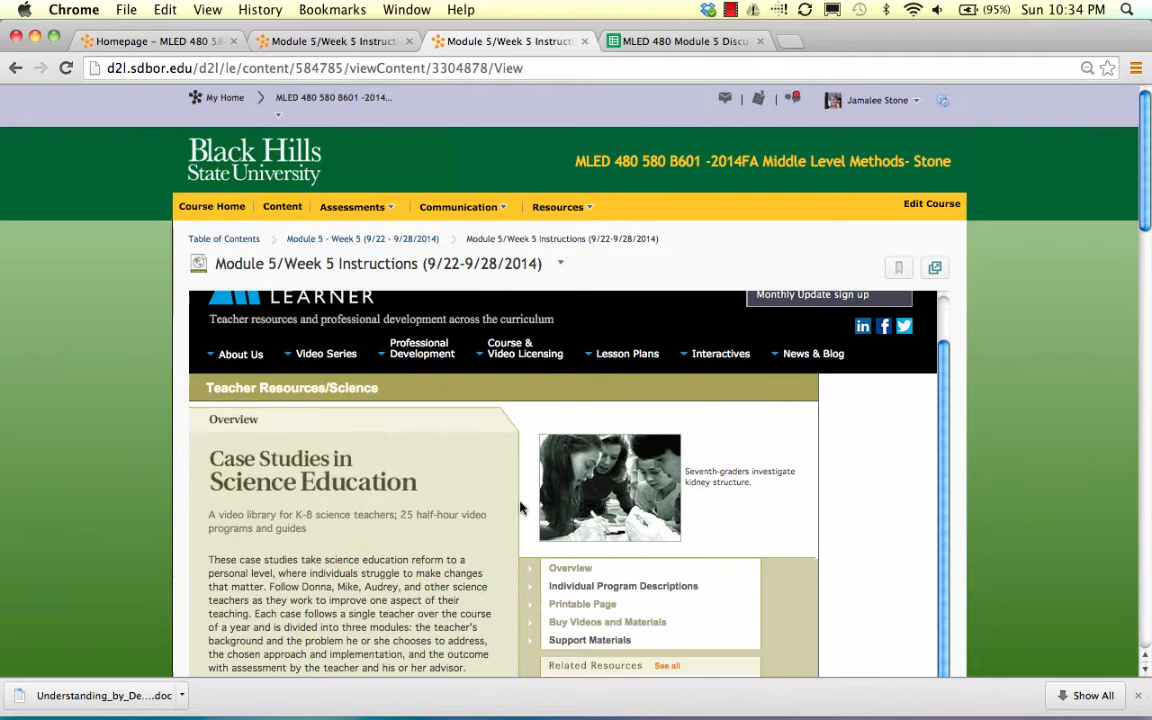 Chrome File Edit View History Bookmarks Window Help (95%) Sun 10:34 PM
Homepage – MLED 480 58 Module 5/Week 5 Instruct Module 5/Week 5 Instruct MLED 480 Module 5 Discu
d2l.sdbor.edu/d2l/le/content/584785/viewContent/3304878/View
My Home MLED 480 580 B601 -2014... Jamalee Stone
Black Hills
State University
MLED 480 580 B601 -2014FA Middle Level Methods- Stone
Course Home Content Assessments Communication Resources Edit Course
Table of Contents Module 5 - Week 5 (9/22 - 9/28/2014) Module 5/Week 5 Instructions (9/22-9/28/2014)
Module 5/Week 5 Instructions (9/22-9/28/2014)
LEARNER
Monthly Update sign up
Teacher resources and professional development across the curriculum
About Us Video Series Professional Development Course & Video Licensing Lesson Plans Interactives News & Blog
Teacher Resources/Science
Overview
Case Studies in
Science Education
A video library for K-8 science teachers; 25 half-hour video
programs and guides
These case studies take science education reform to a
personal level, where individuals struggle to make changes
that matter. Follow Donna, Mike, Audrey, and other science
teachers as they work to improve one aspect of their
teaching. Each case follows a single teacher over the course
of a year and is divided into three modules: the teacher's
background and the problem he or she chooses to address,
the chosen approach and implementation, and the outcome
with assessment by the teacher and his or her advisor.
Seventh-graders investigate
kidney structure.
Overview
Individual Program Descriptions
Printable Page
Buy Videos and Materials
Support Materials
Related Resources See all
Understanding_by_De....doc Show All